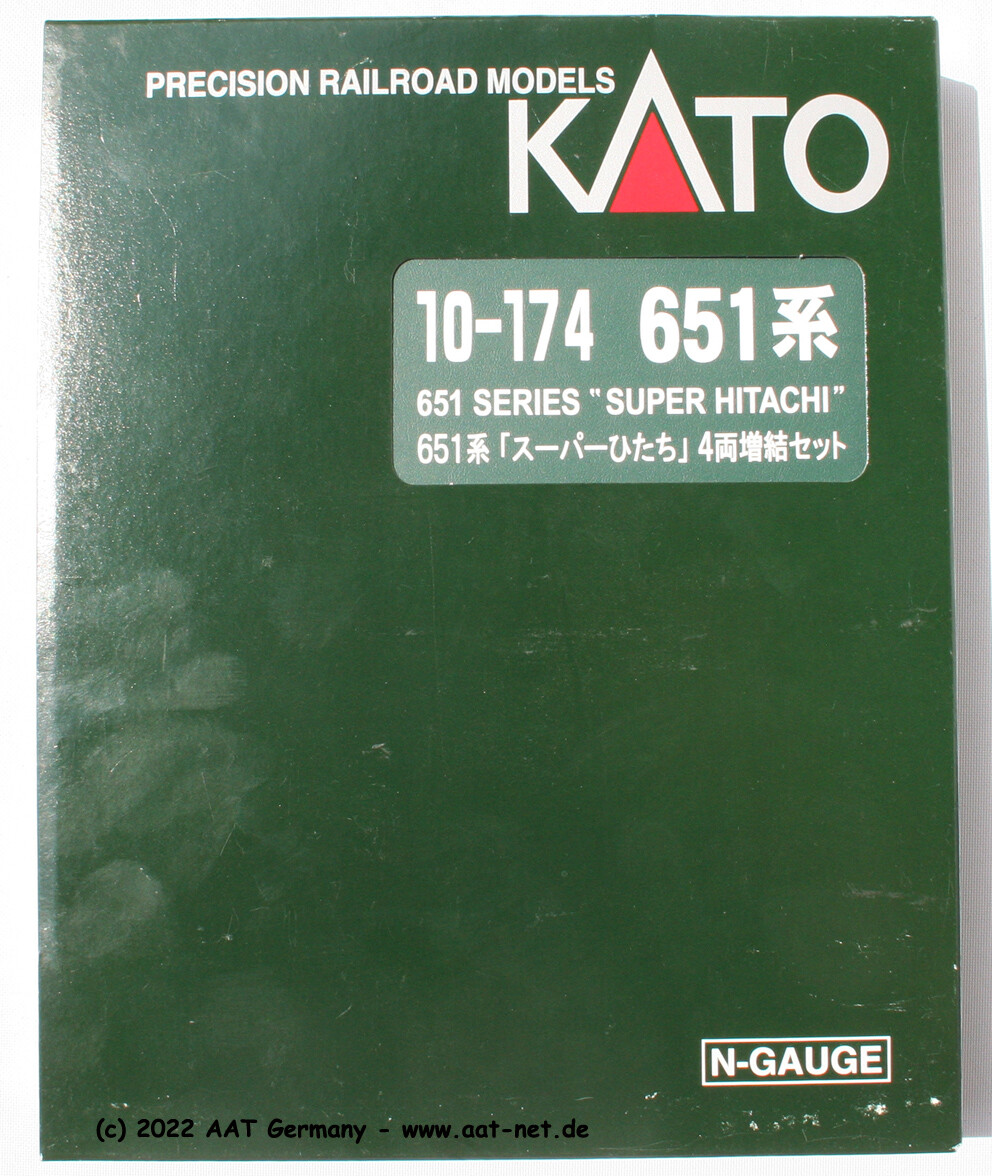 PRECISION RAILROAD MODELS
KATO
10-174 651系
651 SERIES "SUPER HITACHI"
651系「スーパーひたち」4両増結セット
N-GAUGE
(c) 2022 AAT Germany - www.aat-net.de